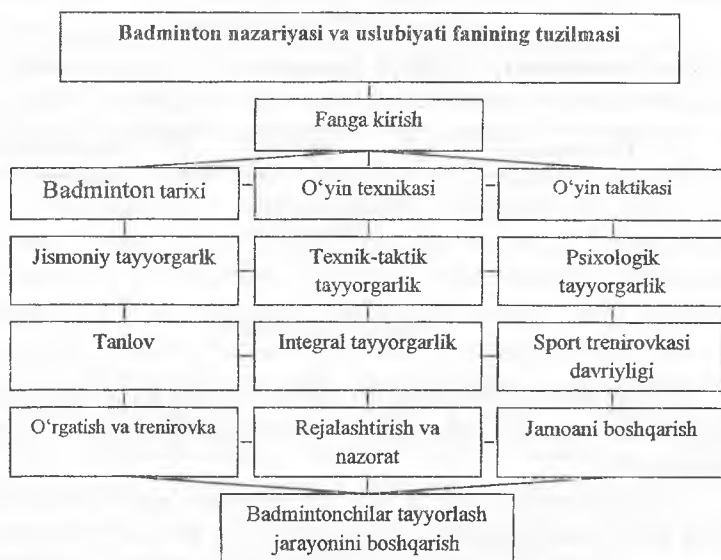 Badminton nazariyasi va uslubiyati fanining tuzilmasi
Fanga kirish
Badminton tarixi
O‘yin texnikasi
O‘yin taktikasi
Jismoniy tayyorgarlk
Texnik-taktik
tayyorgarlik
Psixologik
tayyorgarlik
Tanlov
Integral tayyorgarlik
Sport trenirovkasi
davriyligi
O‘rgatish va trenirovka
Rejalashtirish va
nazorat
Jamoani boshqarish
Badmintonchilar tayyorlash
jarayonini boshqarish